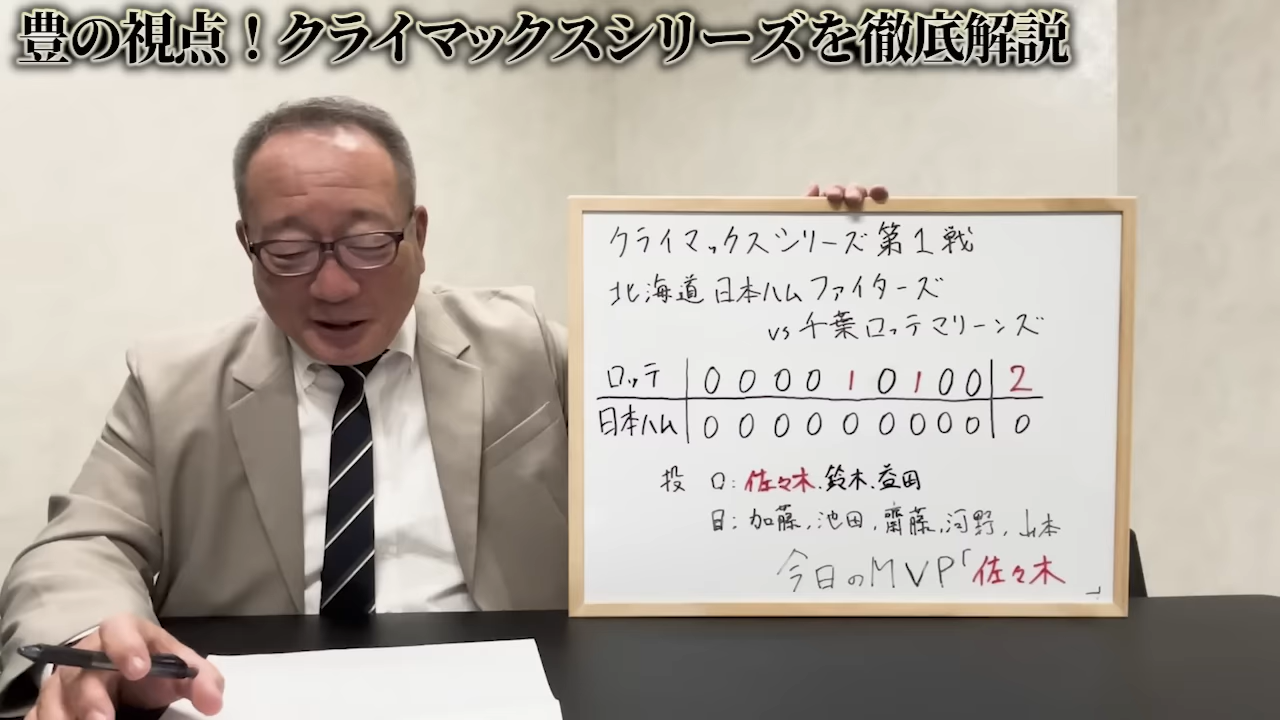 豊の視点！クライマックスシリーズを徹底解説
クライマックスシリーズ第1戦
北海道日本ハムファイターズ
vs千葉ロッテマリーンズ
ロッテ 0 0 0 0 1 0 1 0 0 2
日本ハム 0 0 0 0 0 0 0 0 0 0
投 ロ:佐々木.鈴木.益田
日:加藤,池田,齋藤,河野,山本
今日のMVP「佐々木」